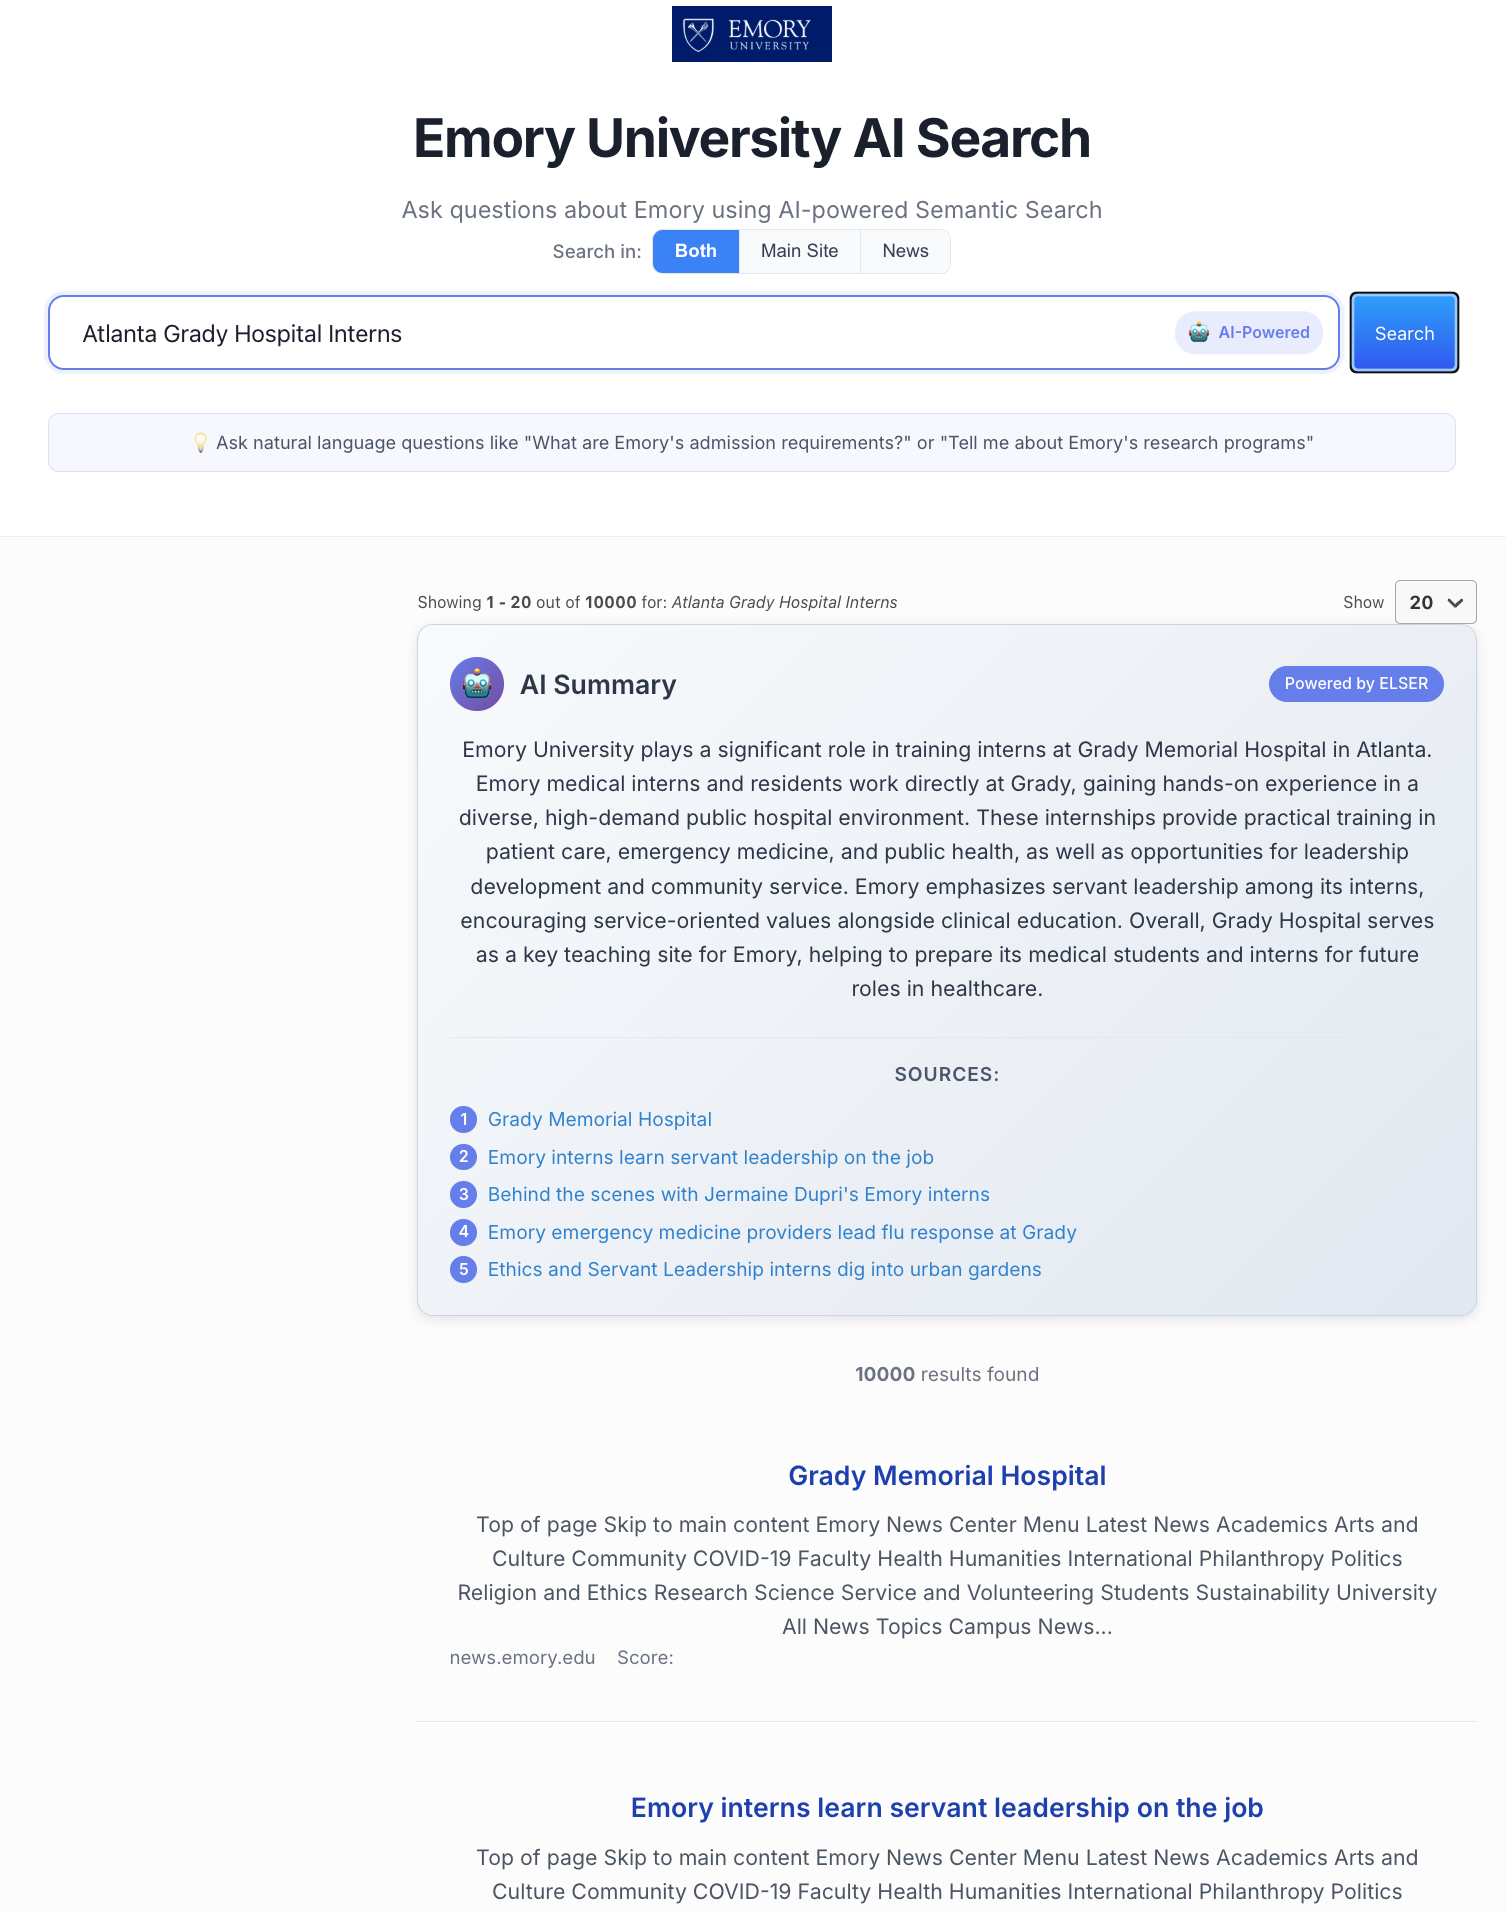 EMORY
UNIVERSITY
Emory University AI Search
Ask questions about Emory using AI-powered Semantic Search
Search in: Both Main Site News
Atlanta Grady Hospital Interns AI-Powered Search
Ask natural language questions like "What are Emory's admission requirements?" or "Tell me about Emory's research programs"
Showing 1 - 20 out of 10000 for: Atlanta Grady Hospital Interns Show 20
AI Summary Powered by ELSER
Emory University plays a significant role in training interns at Grady Memorial Hospital in Atlanta.
Emory medical interns and residents work directly at Grady, gaining hands-on experience in a
diverse, high-demand public hospital environment. These internships provide practical training in
patient care, emergency medicine, and public health, as well as opportunities for leadership
development and community service. Emory emphasizes servant leadership among its interns,
encouraging service-oriented values alongside clinical education. Overall, Grady Hospital serves
as a key teaching site for Emory, helping to prepare its medical students and interns for future
roles in healthcare.
SOURCES:
1 Grady Memorial Hospital
2 Emory interns learn servant leadership on the job
3 Behind the scenes with Jermaine Dupri's Emory interns
4 Emory emergency medicine providers lead flu response at Grady
5 Ethics and Servant Leadership interns dig into urban gardens
10000 results found
Grady Memorial Hospital
Top of page Skip to main content Emory News Center Menu Latest News Academics Arts and
Culture Community COVID-19 Faculty Health Humanities International Philanthropy Politics
Religion and Ethics Research Science Service and Volunteering Students Sustainability University
All News Topics Campus News...
news.emory.edu Score:
Emory interns learn servant leadership on the job
Top of page Skip to main content Emory News Center Menu Latest News Academics Arts and
Culture Community COVID-19 Faculty Health Humanities International Philanthropy Politics